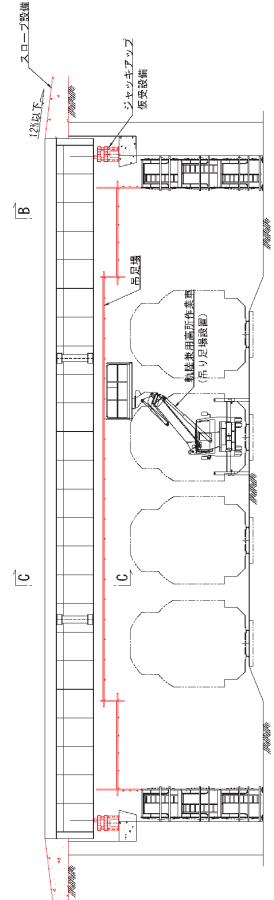 スロープ設備
12%以下
ジャッキアップ
仮受設備
B
吊足場
軌陸兼用高所作業車
(吊り足場設置)
C
C